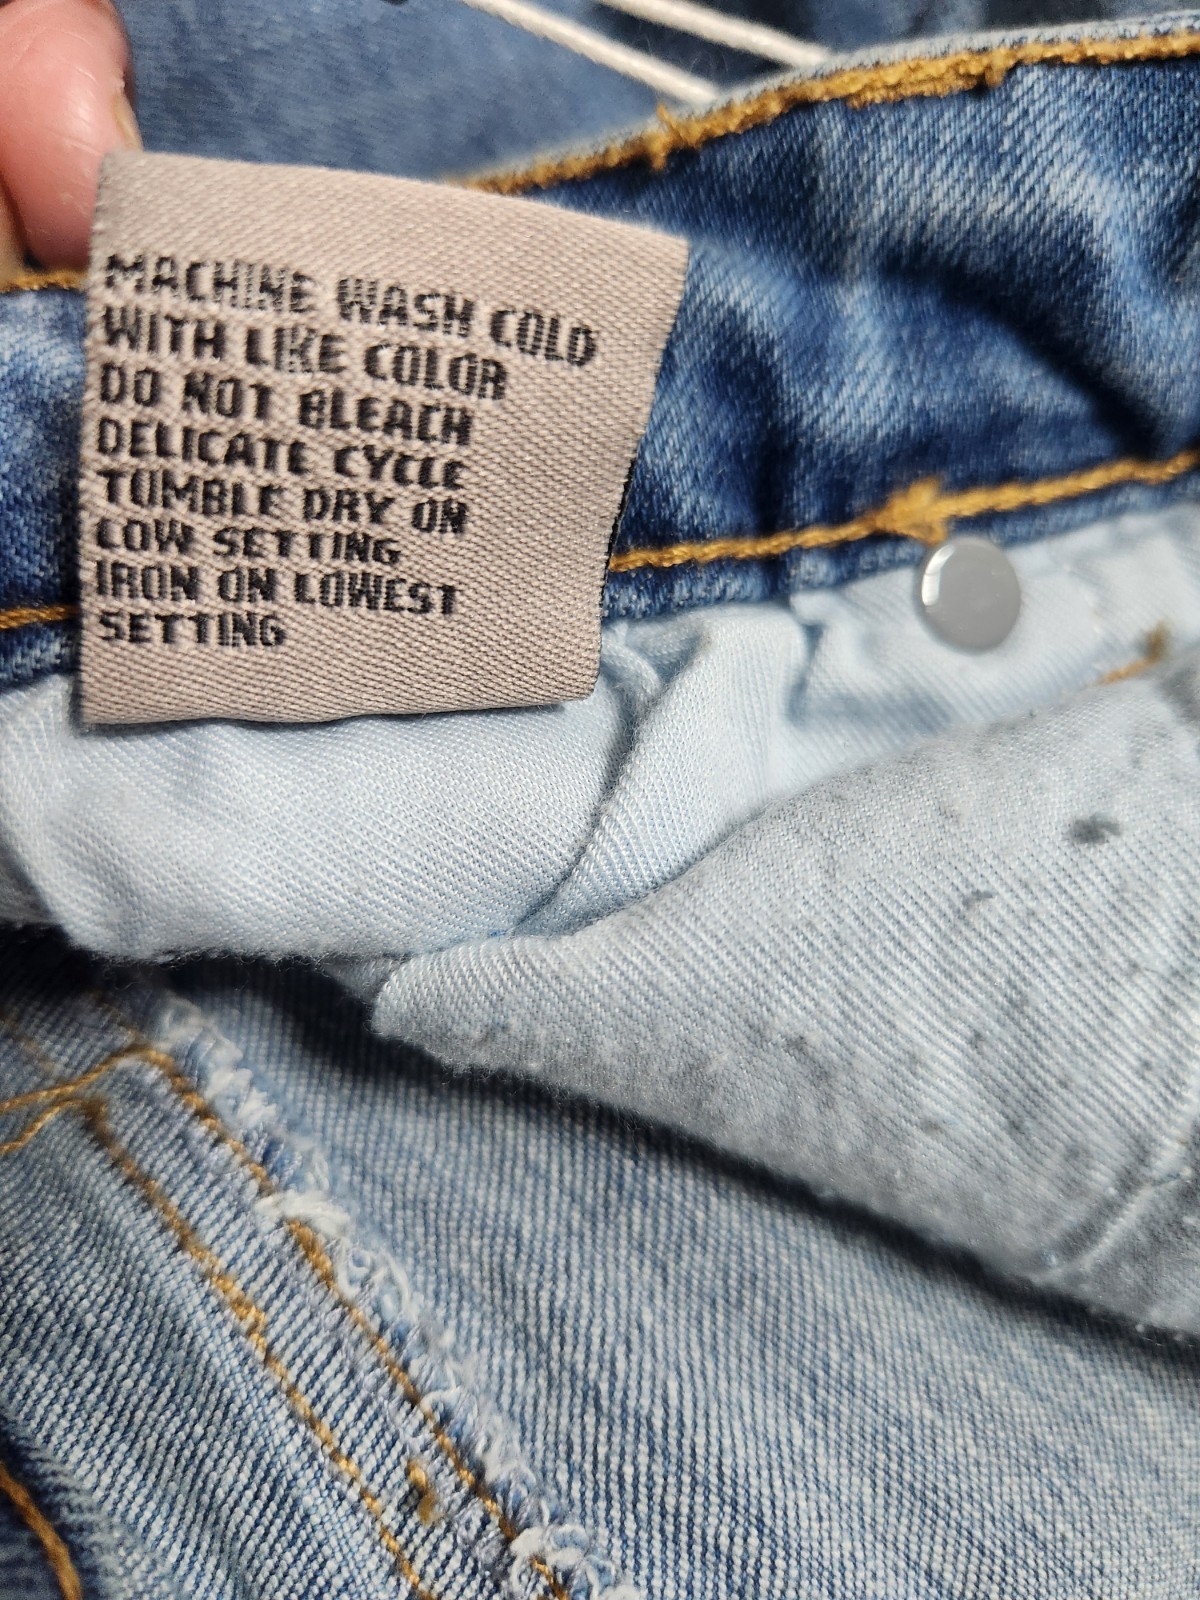 MACHINE WASH COLD
WITH LIKE COLOR
DO NOT BLEACH
DELICATE CYCLE
TUMBLE DRY ON
LOW SETTING
IRON ON LOWEST
SETTING